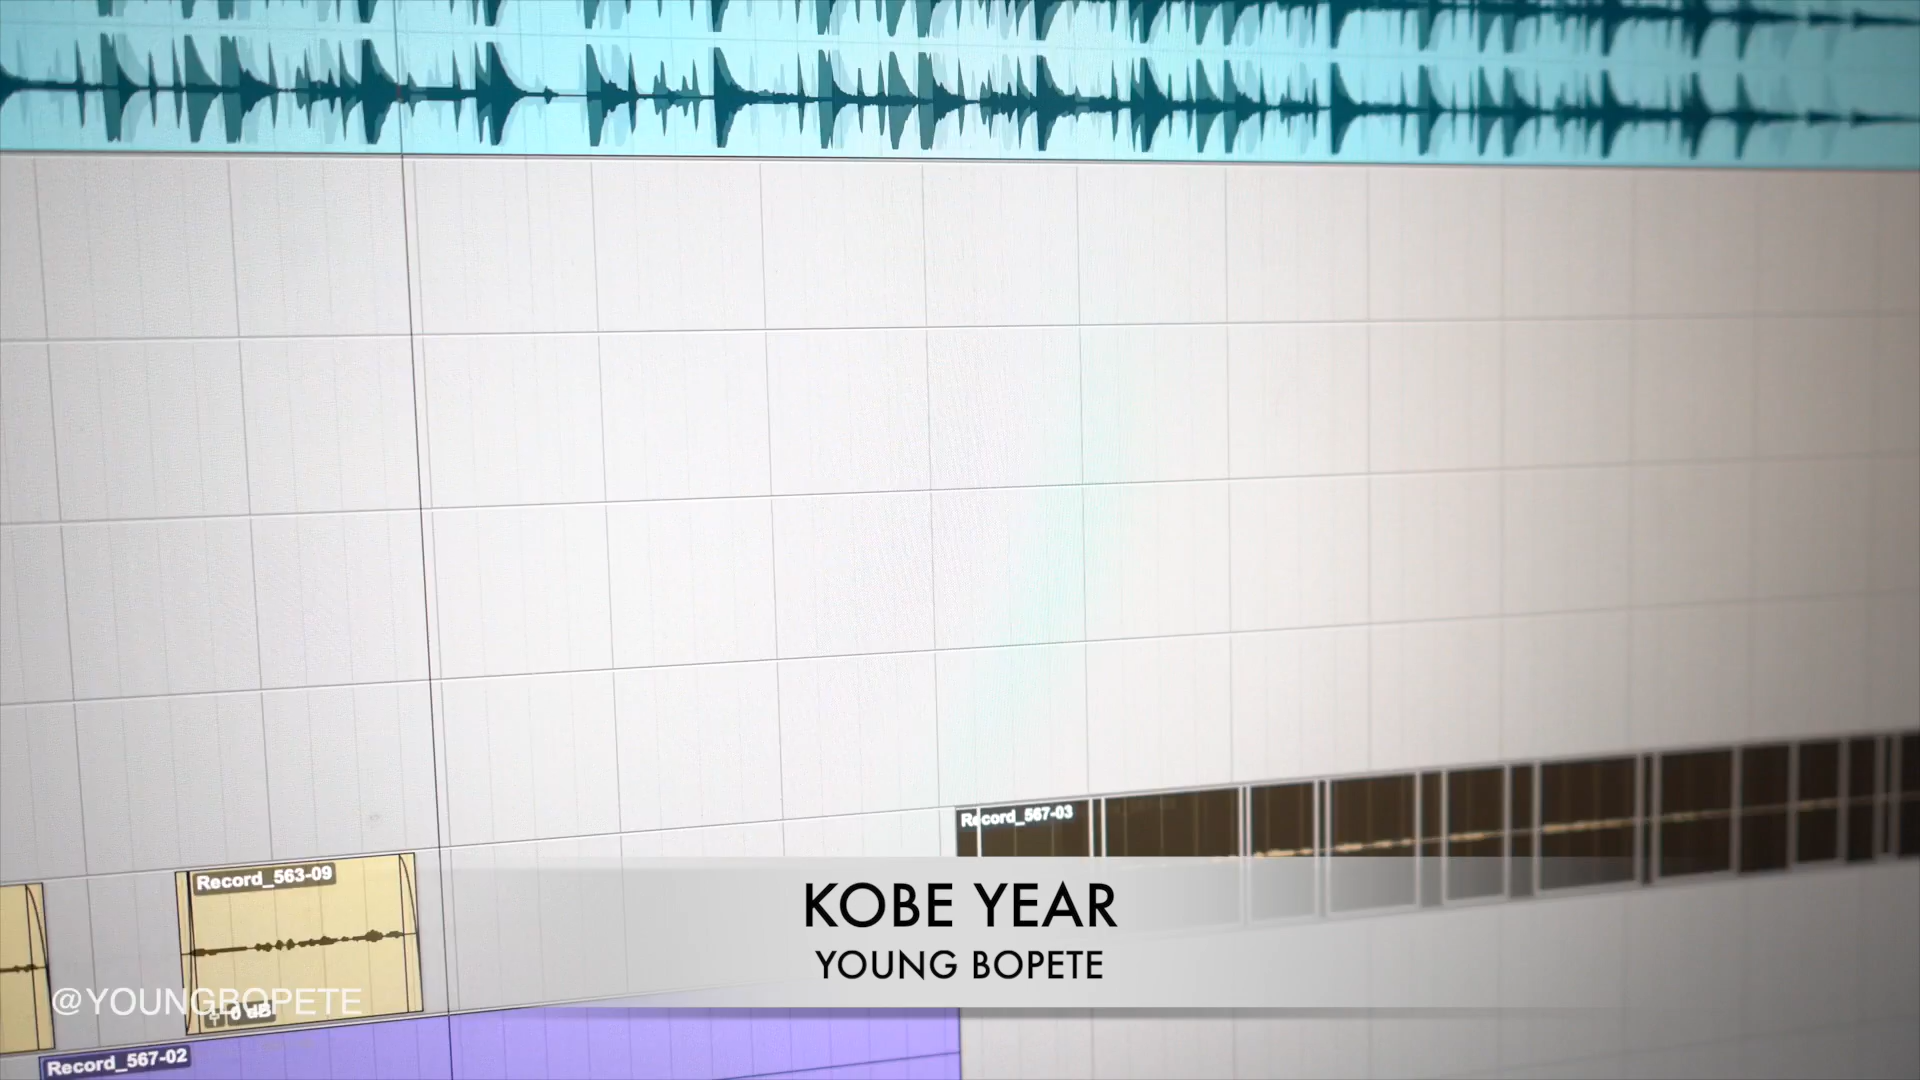 Record_567-03
Record_563-09
KOBE YEAR
YOUNG BOPETE
@YOUNGBOPETE
0 dB
Record_567-02